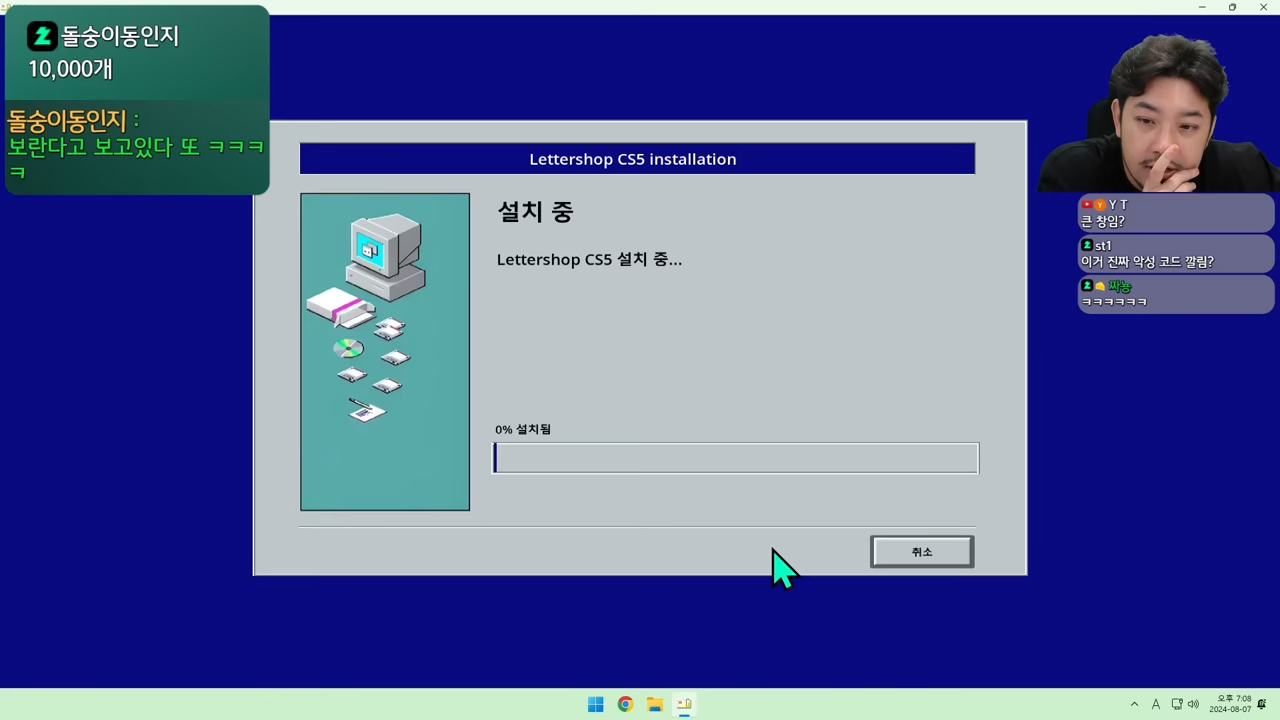 돌숭이동인지
10,000개
돌숭이동인지 :
보란다고 보고있다 또 ㅋㅋㅋ
ㅋ
Lettershop CS5 installation
설치 중
Lettershop CS5 설치 중...
0% 설치됨
취소
Y T
큰 창임?
st1
이거 진짜 악성 코드 깔림?
짜농
ㅋㅋㅋㅋㅋㅋ
A
오후 7:08
2024-08-07